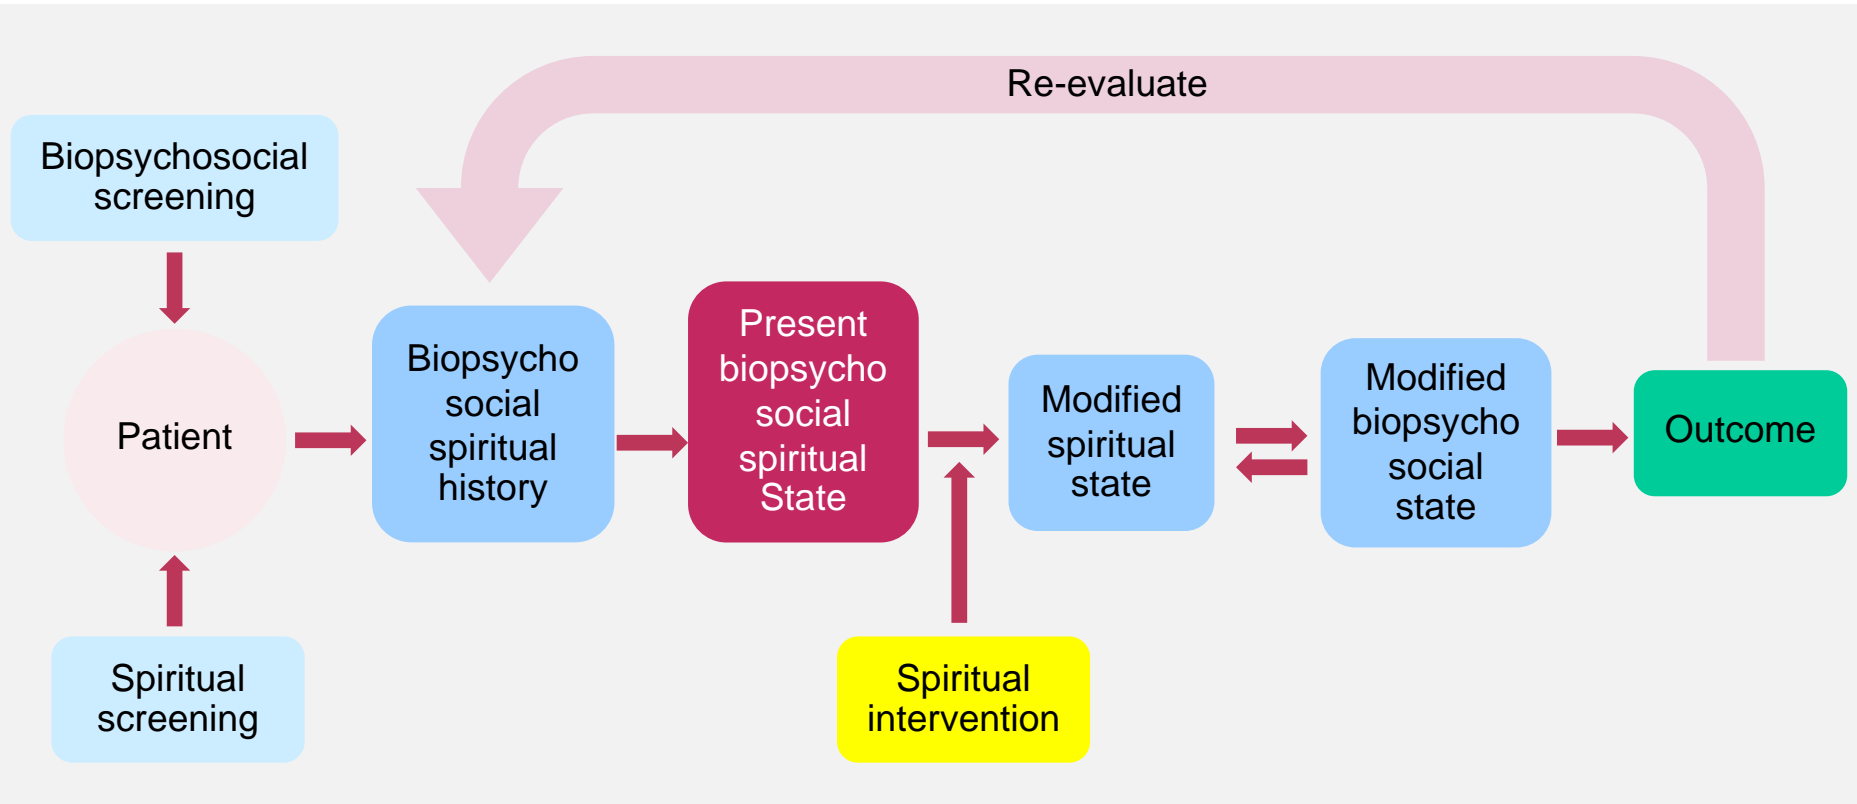 Re-evaluate
Biopsychosocial
screening
Patient
Spiritual
screening
Biopsycho
social
spiritual
history
Present
biopsycho
social
spiritual
State
Spiritual
intervention
Modified
spiritual
state
Modified
biopsycho
social
state
Outcome